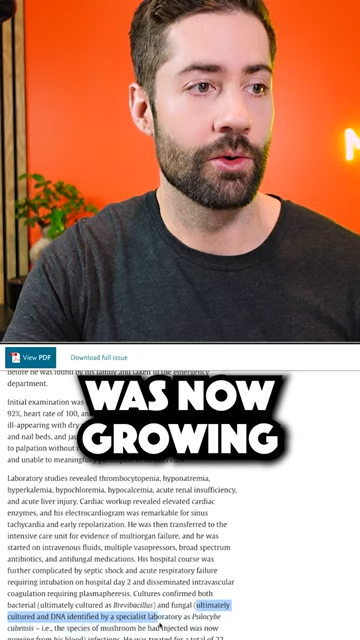 View PDF
Download full issue
before he was found by his family and taken to the emergency
department.
WAS NOW
GROWING
Initial examination was
92%, heart rate of 100, and
ill-appearing with dry
and nail beds, and
to palpation without
and unable to
Laboratory studies revealed thrombocytopenia, hyponatremia,
hyperkalemia, hypochloremia, hypocalcemia, acute renal insufficiency,
and acute liver injury. Cardiac workup revealed elevated cardiac
enzymes, and his electrocardiogram was remarkable for sinus
tachycardia and early repolarization. He was then transferred to the
intensive care unit for evidence of multiorgan failure, and he was
started on intravenous fluids, multiple vasopressors, broad spectrum
antibiotics, and antifungal medications. His hospital course was
further complicated by septic shock and acute respiratory failure
requiring intubation on hospital day 2 and disseminated intravascular
coagulation requiring plasmapheresis. Cultures confirmed both
bacterial (ultimately cultured as Brevibacillus) and fungal (ultimately
cultured and DNA identified by a specialist laboratory as Psilocybe
cubensis – i.e., the species of mushroom he had injected was now
growing from his blood) infections. He was treated for a total of 22